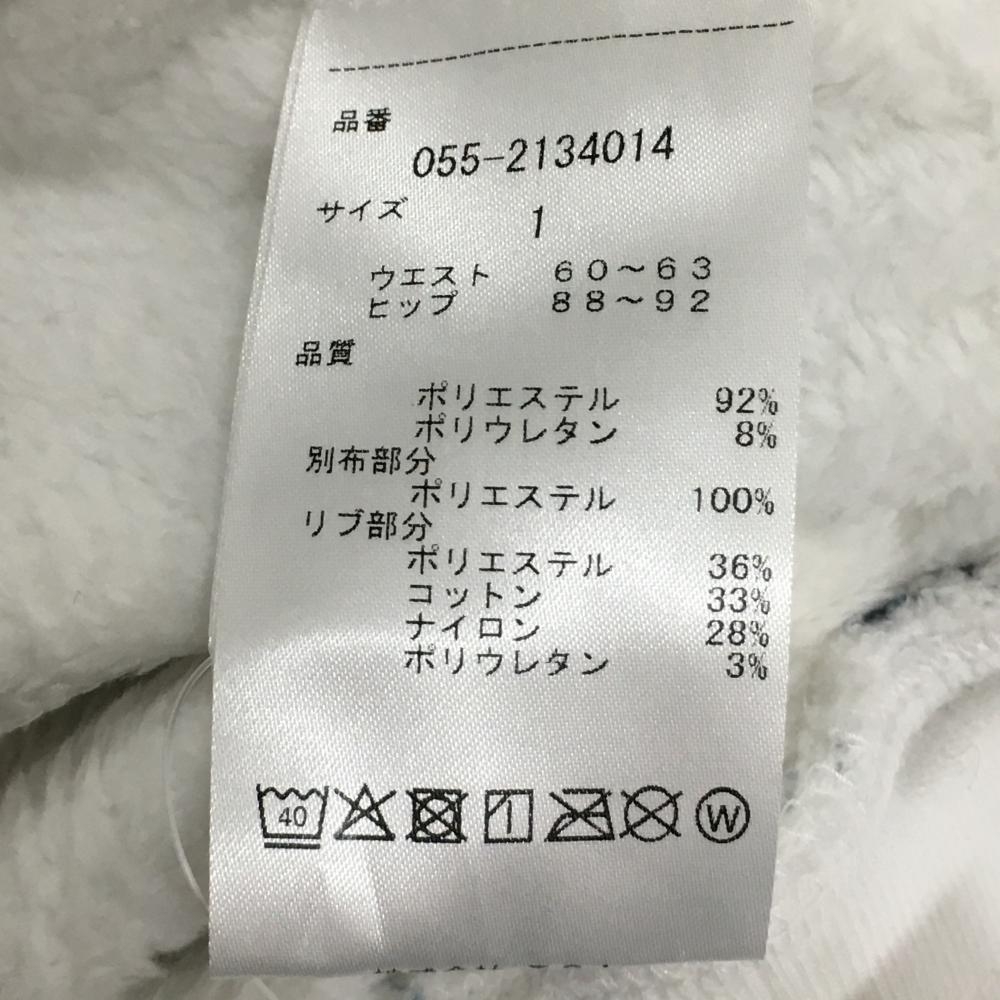 品番
055-2134014
サイズ 1
ウエスト 60～63
ヒップ 88～92
品質
ポリエステル 92%
ポリウレタン 8%
別布部分
ポリエステル 100%
リブ部分
ポリエステル 36%
コットン 33%
ナイロン 28%
ポリウレタン 3%
40 W